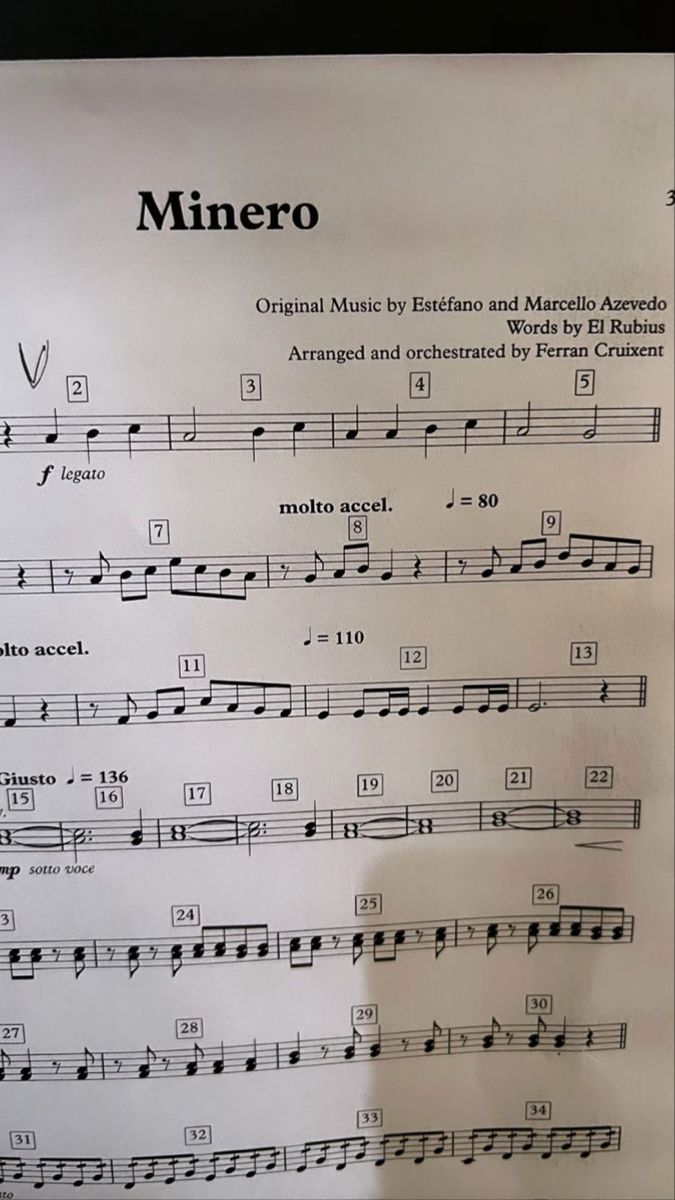 Minero
3
Original Music by Estéfano and Marcello Azevedo
Words by El Rubius
Arranged and orchestrated by Ferran Cruixent
V
2 3 4 5
f legato
molto accel. ♩ = 80
7 8 9
olto accel. ♩ = 110
11 12 13
Giusto ♩ = 136
15 16 17 18 19 20 21 22
mp sotto voce
3 24 25 26
27 28 29 30
31 32 33 34